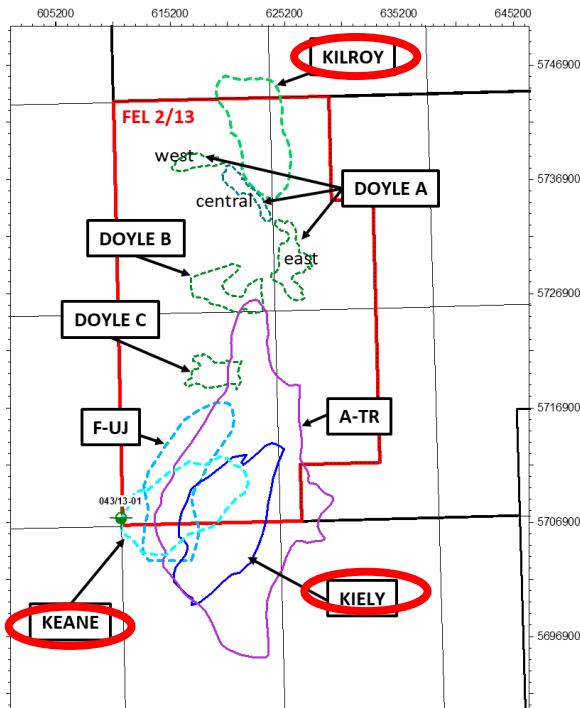 605200 615200 625200 635200 645200
KILROY
5746900
FEL 2/13
west
5736900
DOYLE A
central
DOYLE B
east
5726900
DOYLE C
5716900
F-UJ
A-TR
043/13-01
5706900
KIELY
KEANE
5696900